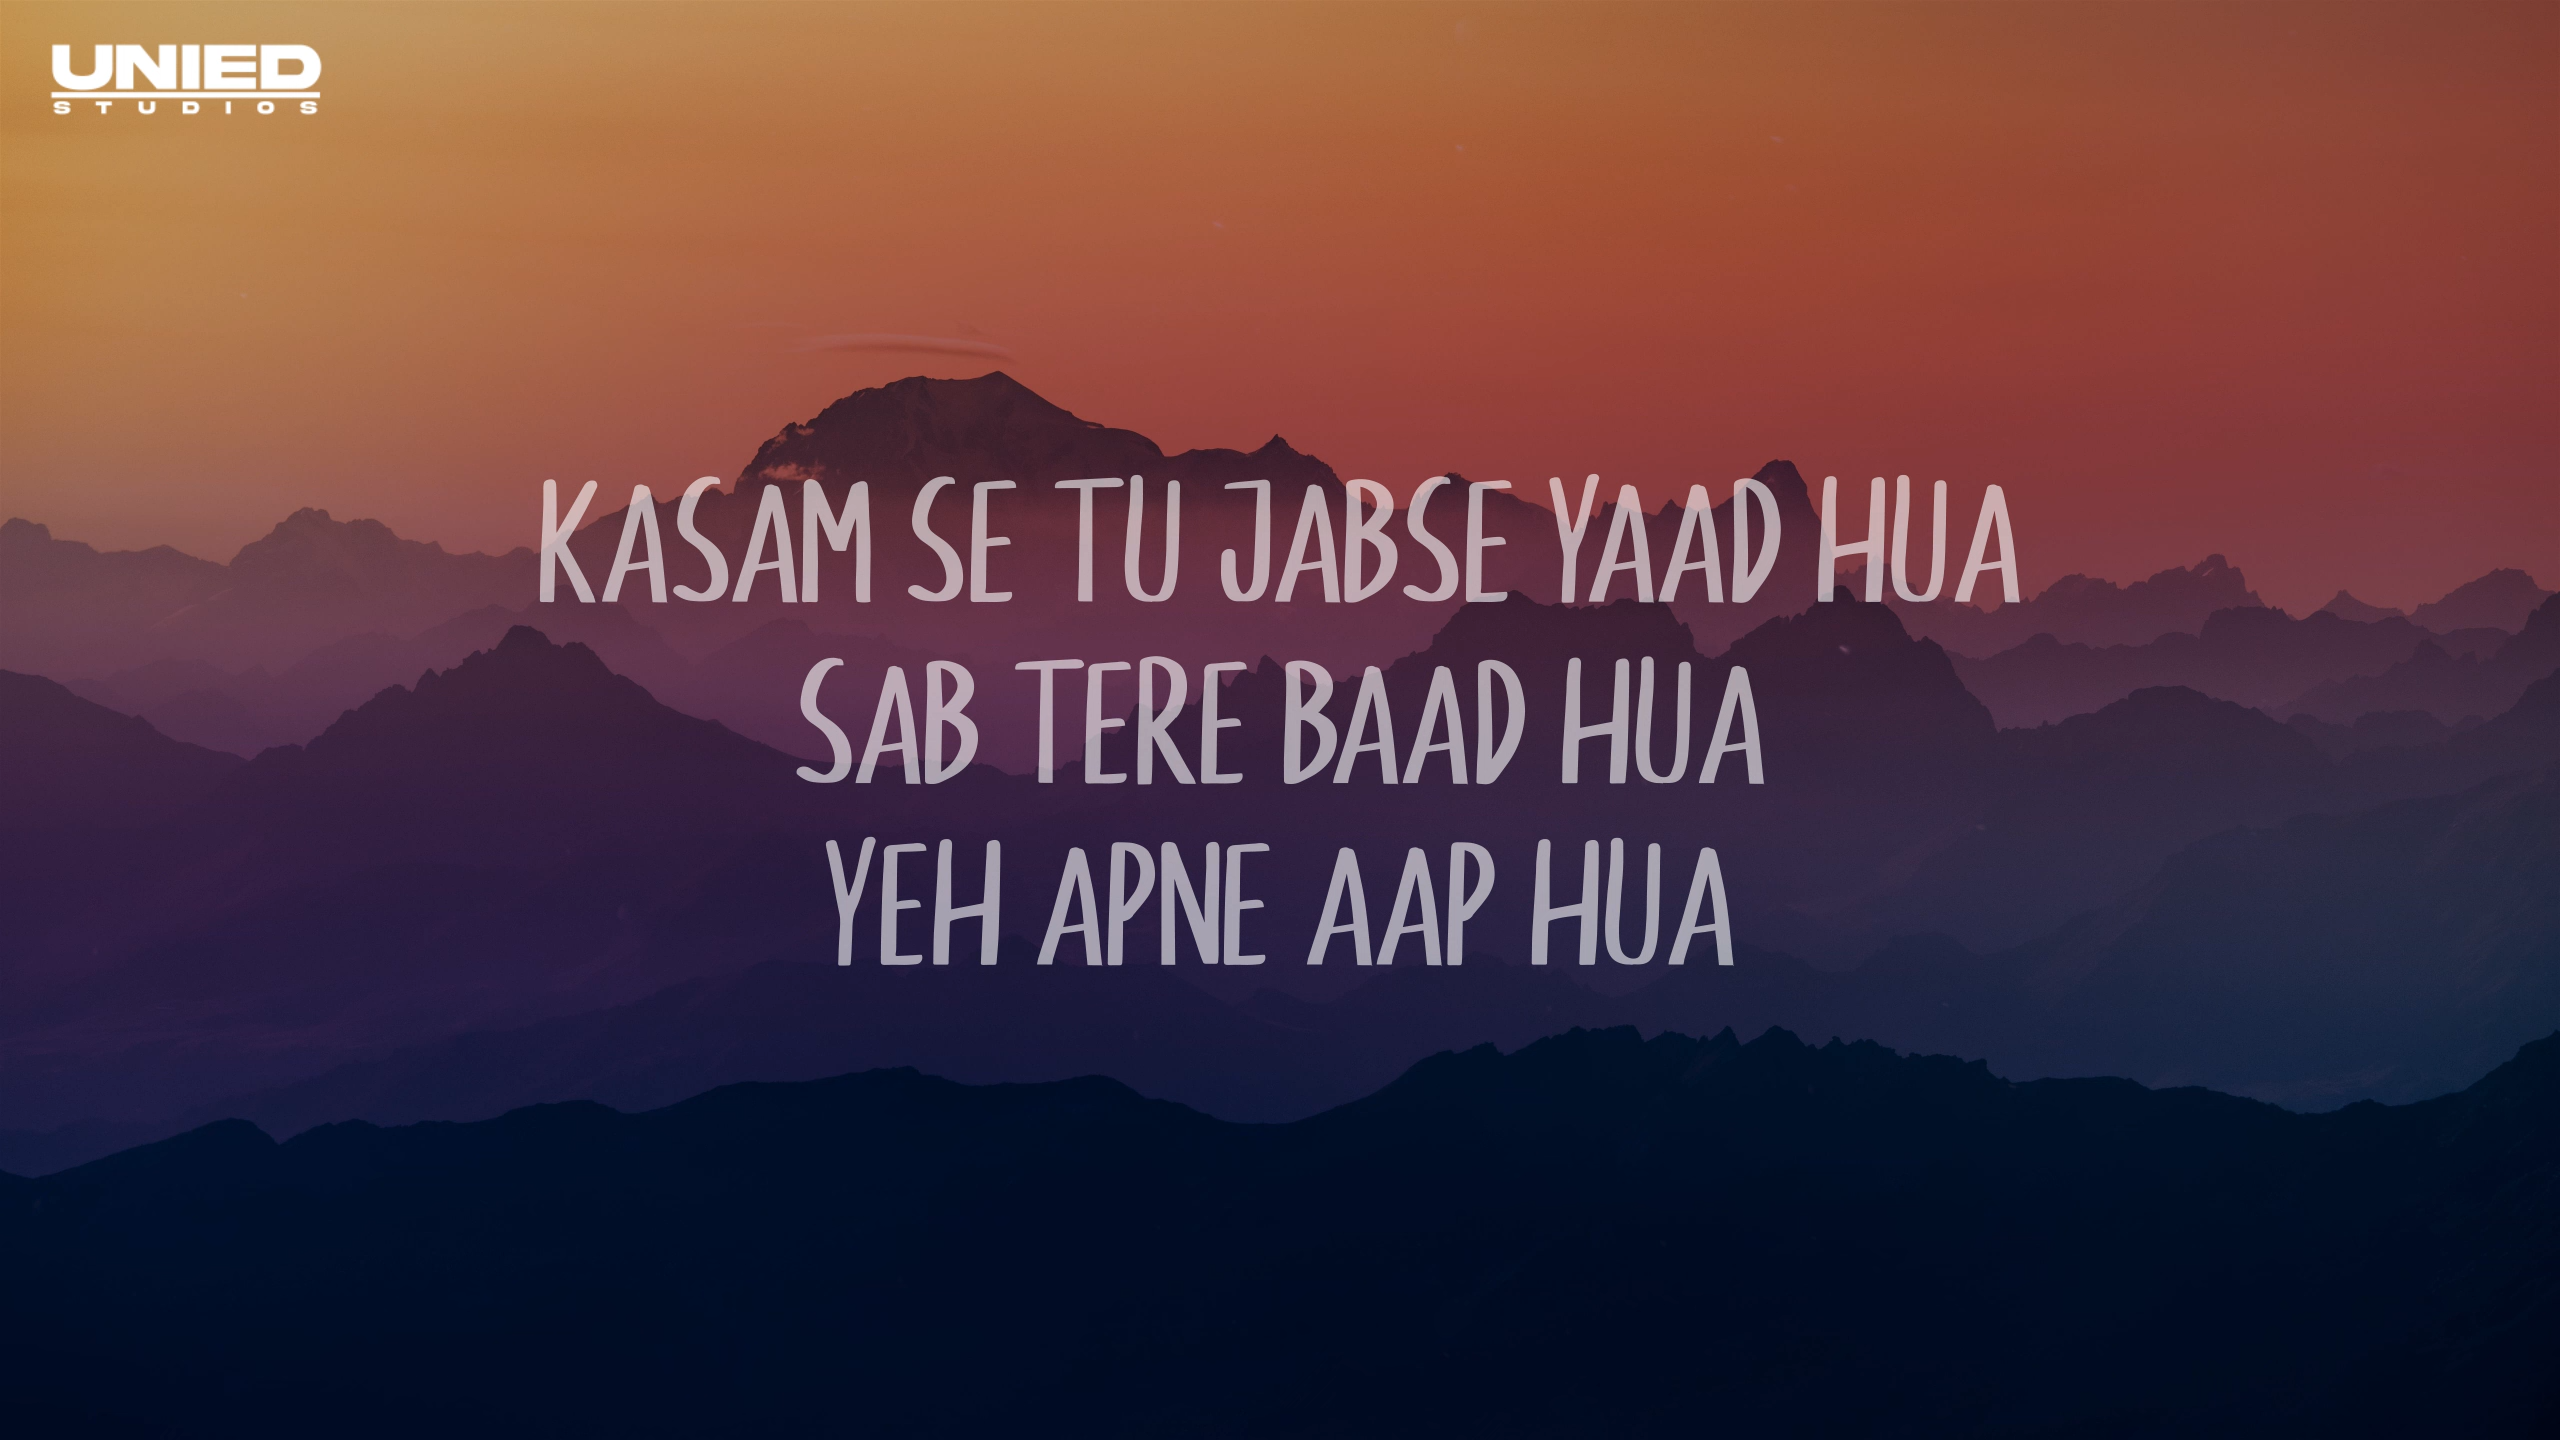 UNIED
STUDIOS
KASAM SE TU JABSE YAAD HUA
SAB TERE BAAD HUA
YEH APNE AAP HUA